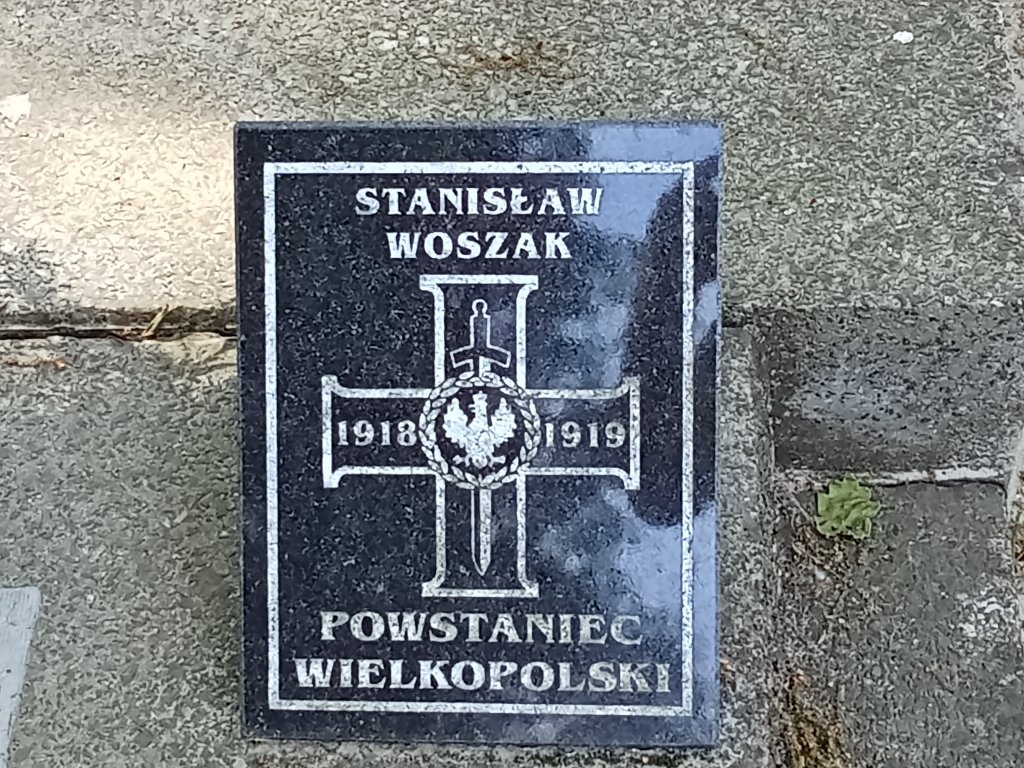 STANISŁAW
WOSZAK
1918 1919
POWSTANIEC
WIELKOPOLSKI